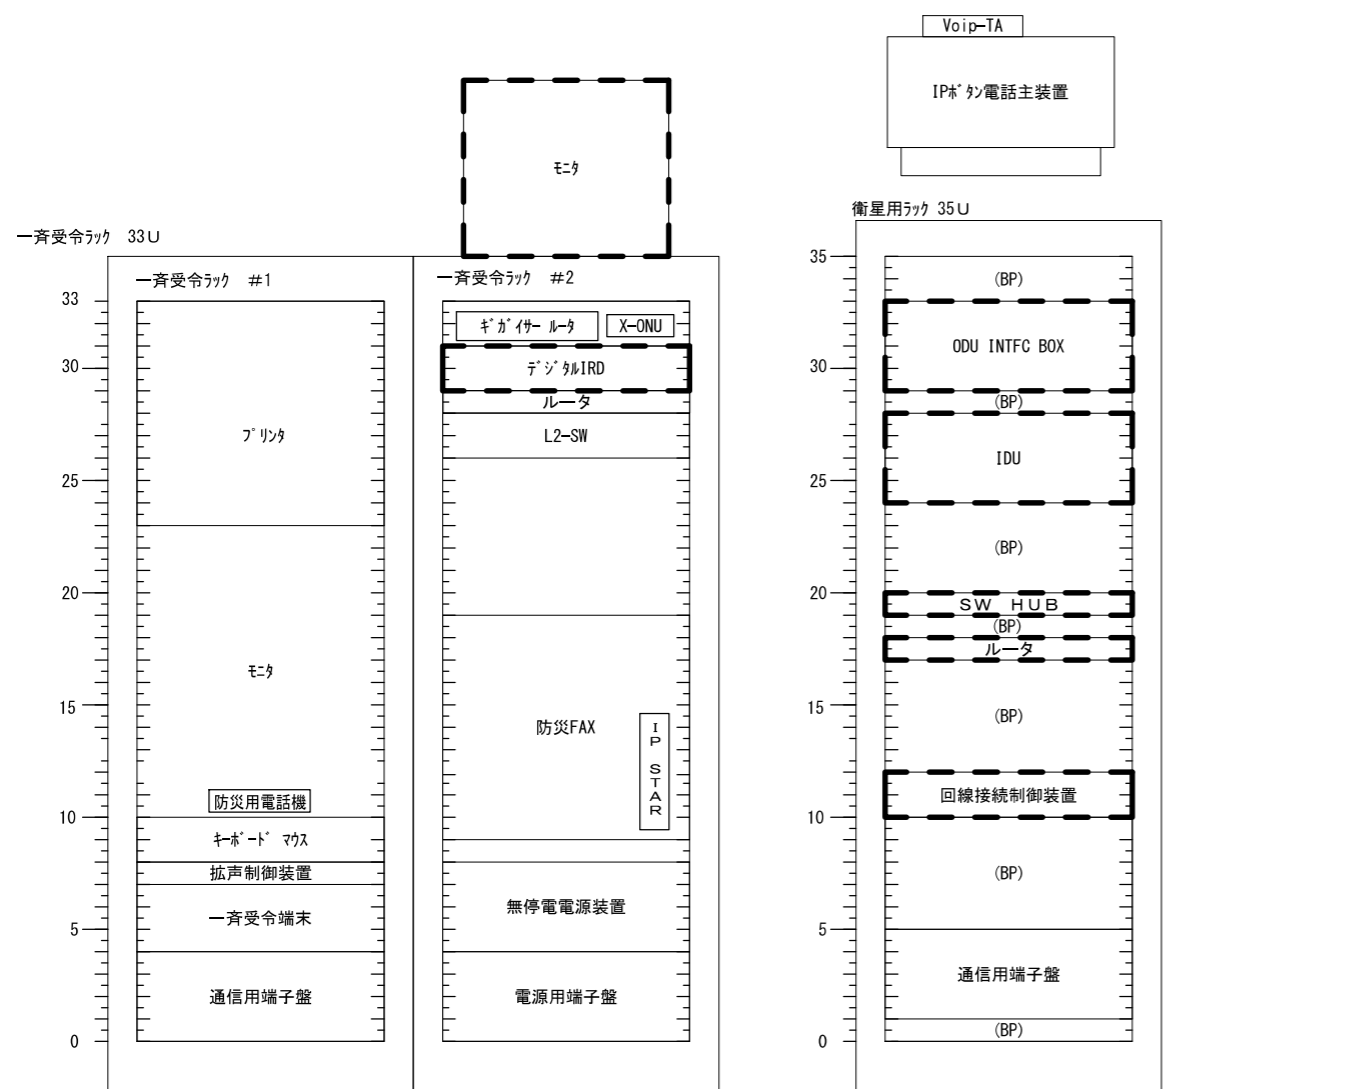 Voip-TA
IPﾎﾞﾀﾝ電話主装置
ﾓﾆﾀ
一斉受令ﾗｯｸ 33Ｕ
一斉受令ﾗｯｸ ＃1
33
30
25
20
15
10
5
0
ﾌﾟﾘﾝﾀ
ﾓﾆﾀ
防災用電話機
ｷｰﾎﾞｰﾄﾞ ﾏｳｽ
拡声制御装置
一斉受令端末
通信用端子盤
一斉受令ﾗｯｸ ＃2
ｷﾞｶﾞｲｻｰ ﾙｰﾀ
X-ONU
ﾃﾞｼﾞﾀﾙIRD
ルータ
L2-SW
防災FAX
IP STAR
無停電電源装置
電源用端子盤
衛星用ﾗｯｸ 35Ｕ
35
30
25
20
15
10
5
0
(BP)
ODU INTFC BOX
(BP)
IDU
(BP)
ＳＷ　ＨＵＢ
(BP)
ルータ
(BP)
回線接続制御装置
(BP)
通信用端子盤
(BP)